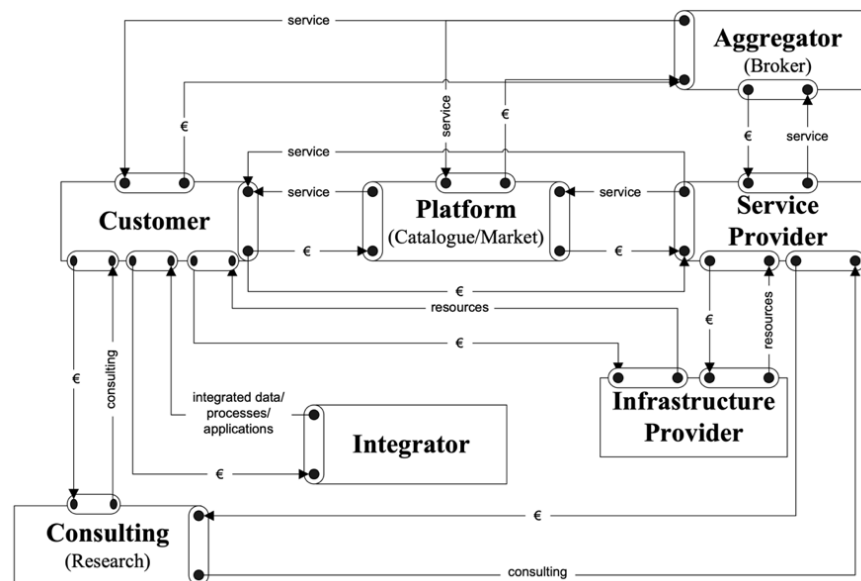 service
Aggregator
(Broker)
€
€
service
€
service
service
service
service
Customer
Platform
(Catalogue/Market)
Service
Provider
€
€
€
resources
€
resources
€
€
consulting
integrated data/
processes/
applications
Infrastructure
Provider
Integrator
€
€
Consulting
(Research)
consulting